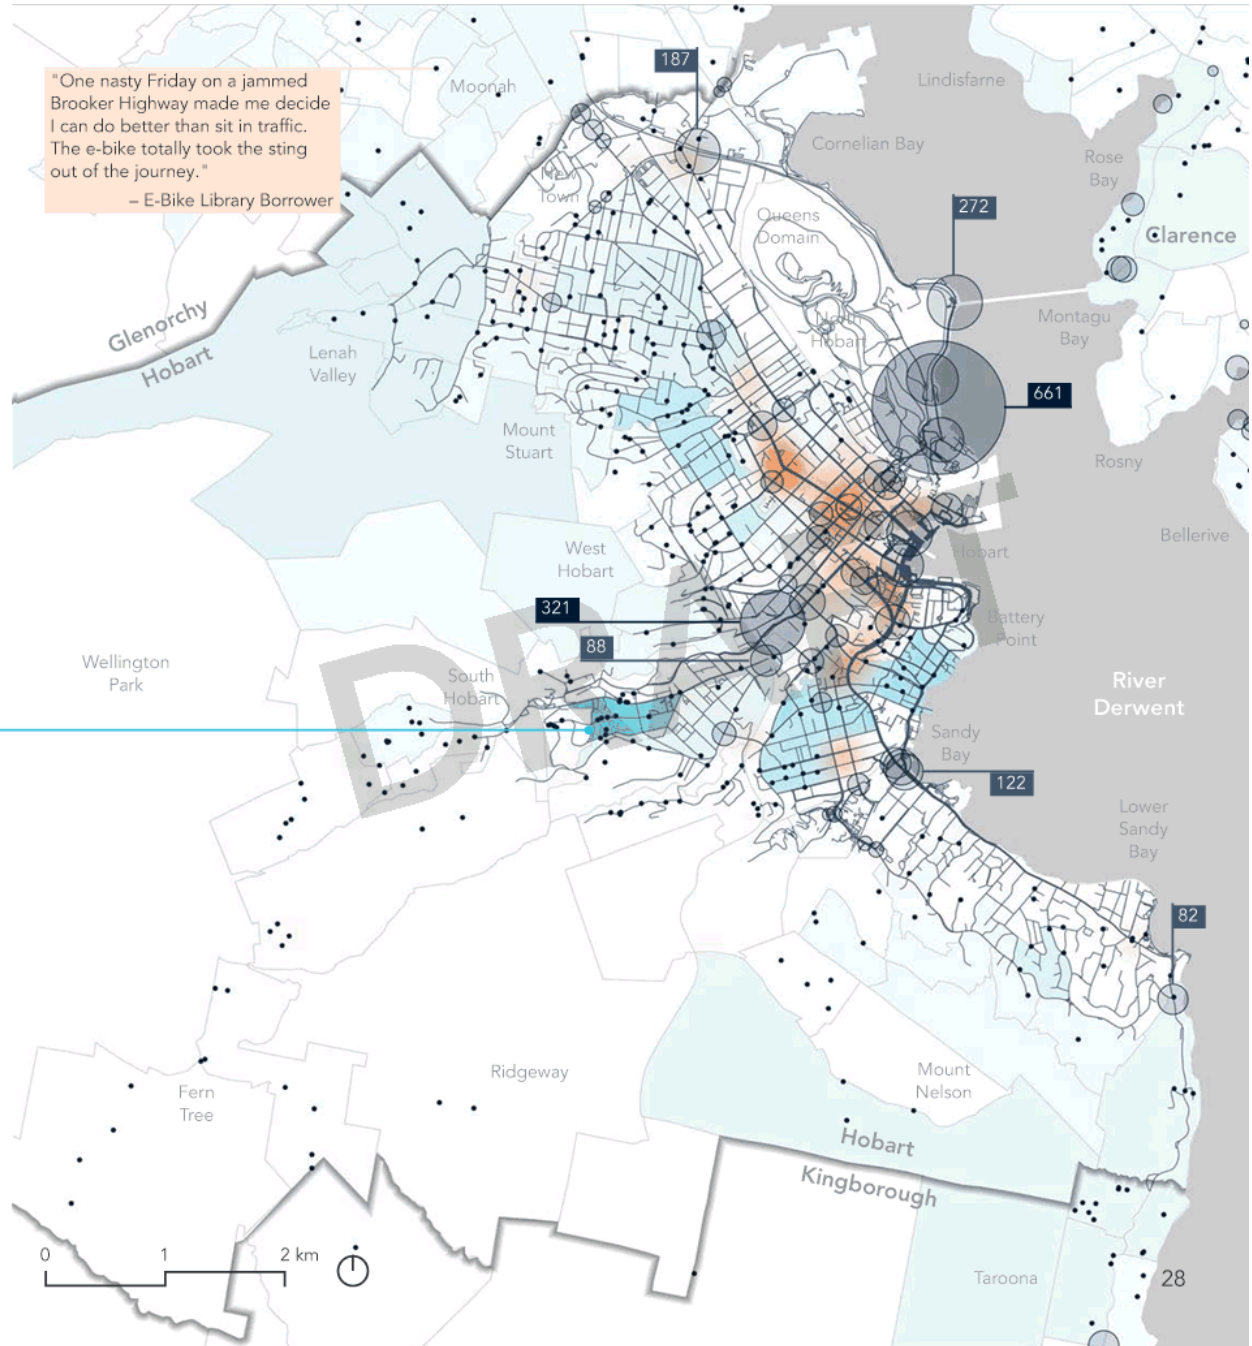 187
Moonah
Lindisfarne
"One nasty Friday on a jammed
Brooker Highway made me decide
I can do better than sit in traffic.
The e-bike totally took the sting
out of the journey."
– E-Bike Library Borrower
Cornelian Bay
Rose
Bay
New
Town
272
Queens
Domain
Clarence
Glenorchy
Hobart
North
Hobart
Montagu
Bay
Lenah
Valley
661
Mount
Stuart
Rosny
DRAFT
West
Hobart
Hobart
Bellerive
321
88
Battery
Point
Wellington
Park
South
Hobart
River
Derwent
Sandy
Bay
122
Lower
Sandy
Bay
82
Ridgeway
Mount
Nelson
Fern
Tree
Hobart
Kingborough
0 1 2 km
Taroona
28